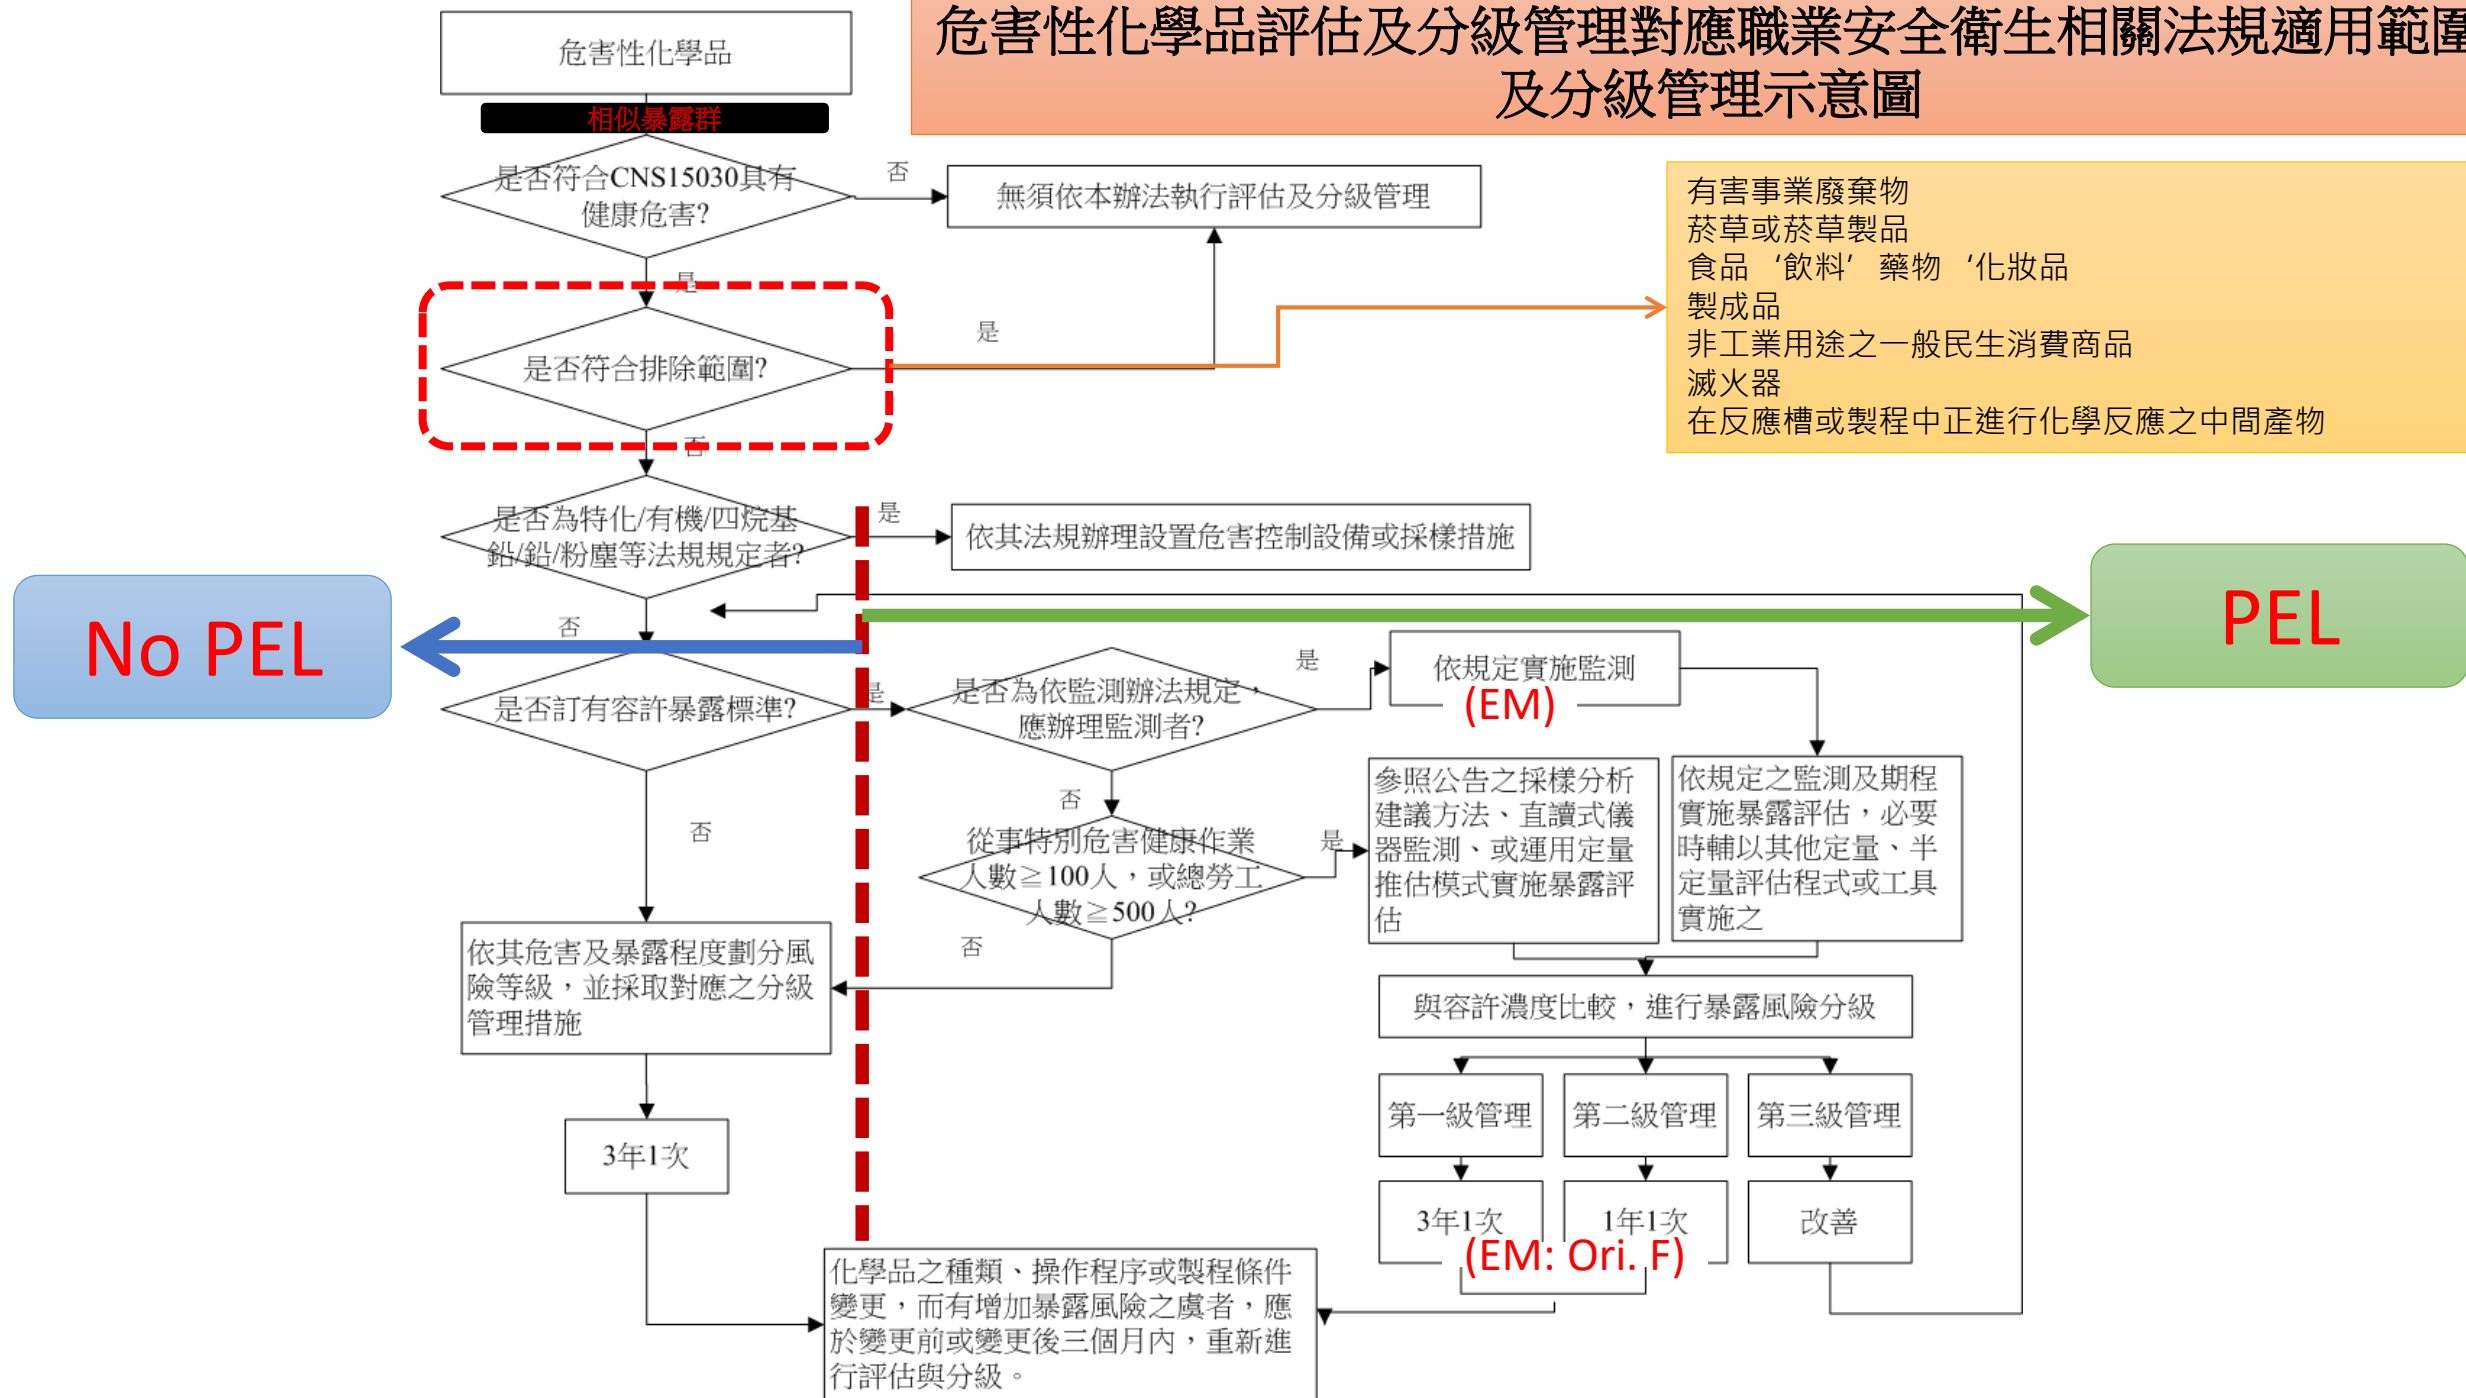 危害性化學品評估及分級管理對應職業安全衛生相關法規適用範圍
及分級管理示意圖
危害性化學品
相似暴露群
是否符合CNS15030具有
健康危害?
否
無須依本辦法執行評估及分級管理
是
是否符合排除範圍?
是
有害事業廢棄物
菸草或菸草製品
食品‘飲料’藥物‘化妝品
製成品
非工業用途之一般民生消費商品
滅火器
在反應槽或製程中正進行化學反應之中間產物
否
是否為特化/有機/四烷基
鉛/鉛/粉塵等法規規定者?
是
依其法規辦理設置危害控制設備或採樣措施
No PEL
PEL
否
是否訂有容許暴露標準?
是
是否為依監測辦法規定，
應辦理監測者?
是
依規定實施監測
(EM)
否
從事特別危害健康作業
人數≧100人，或總勞工
人數≧500人?
是
參照公告之採樣分析
建議方法、直讀式儀
器監測、或運用定量
推估模式實施暴露評
估
依規定之監測及期程
實施暴露評估，必要
時輔以其他定量、半
定量評估程式或工具
實施之
否
否
依其危害及暴露程度劃分風
險等級，並採取對應之分級
管理措施
與容許濃度比較，進行暴露風險分級
第一級管理
第二級管理
第三級管理
3年1次
3年1次
1年1次
改善
(EM: Ori. F)
化學品之種類、操作程序或製程條件
變更，而有增加暴露風險之虞者，應
於變更前或變更後三個月內，重新進
行評估與分級。